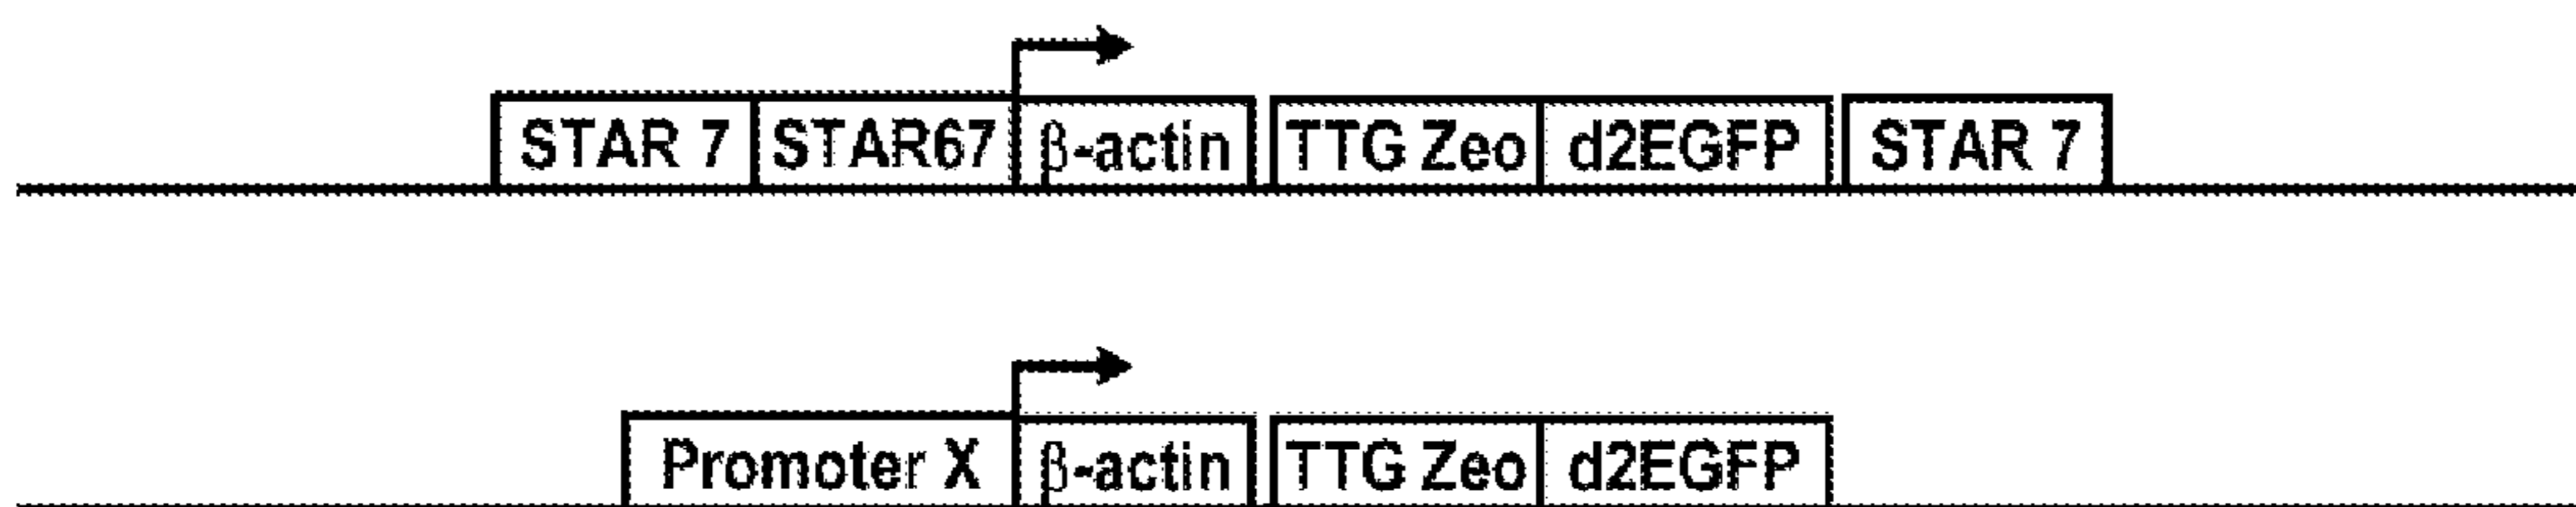 STAR 7 STAR67 β-actin TTG Zeo d2EGFP STAR 7
Promoter X β-actin TTG Zeo d2EGFP